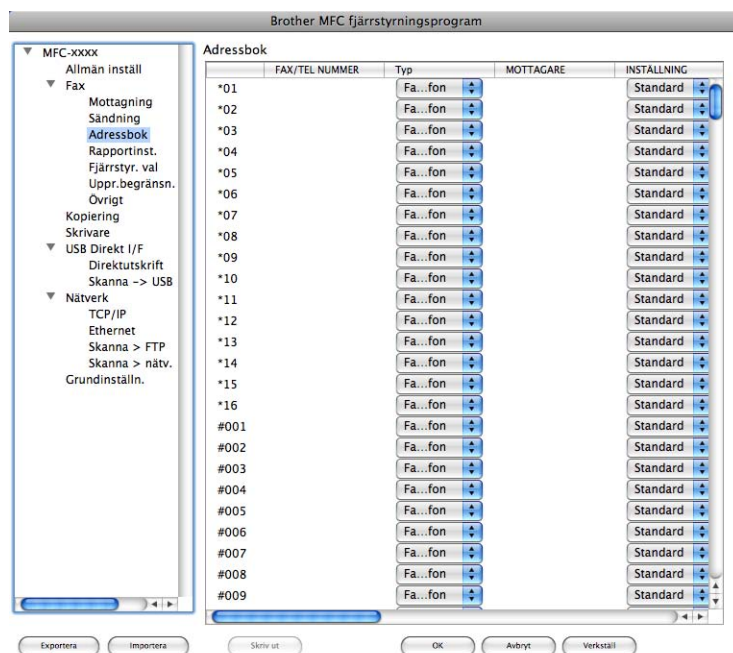 Brother MFC fjärrstyrningsprogram
MFC-xxxx
Allmän inställ
Fax
Mottagning
Sändning
Adressbok
Rapportinst.
Fjärrstyr. val
Uppr.begränsn.
Övrigt
Kopiering
Skrivare
USB Direkt I/F
Direktutskrift
Skanna -> USB
Nätverk
TCP/IP
Ethernet
Skanna > FTP
Skanna > nätv.
Grundinställn.
Adressbok
FAX/TEL NUMMER Typ MOTTAGARE INSTÄLLNING
*01 Fa...fon Standard
*02 Fa...fon Standard
*03 Fa...fon Standard
*04 Fa...fon Standard
*05 Fa...fon Standard
*06 Fa...fon Standard
*07 Fa...fon Standard
*08 Fa...fon Standard
*09 Fa...fon Standard
*10 Fa...fon Standard
*11 Fa...fon Standard
*12 Fa...fon Standard
*13 Fa...fon Standard
*14 Fa...fon Standard
*15 Fa...fon Standard
*16 Fa...fon Standard
#001 Fa...fon Standard
#002 Fa...fon Standard
#003 Fa...fon Standard
#004 Fa...fon Standard
#005 Fa...fon Standard
#006 Fa...fon Standard
#007 Fa...fon Standard
#008 Fa...fon Standard
#009 Fa...fon Standard
Exportera Importera Skriv ut OK Avbryt Verkställ